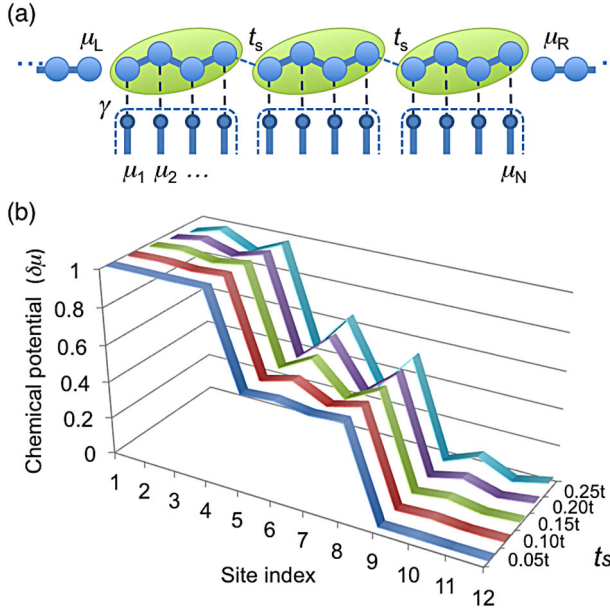 (a)
μL ts ts μR
γ
μ1 μ2 ... μN
(b)
Chemical potential (δμ)
1
0.8
0.6
0.4
0.2
0
1 2 3 4 5 6 7 8 9 10 11 12
Site index
0.25t
0.20t
0.15t
0.10t
0.05t
ts